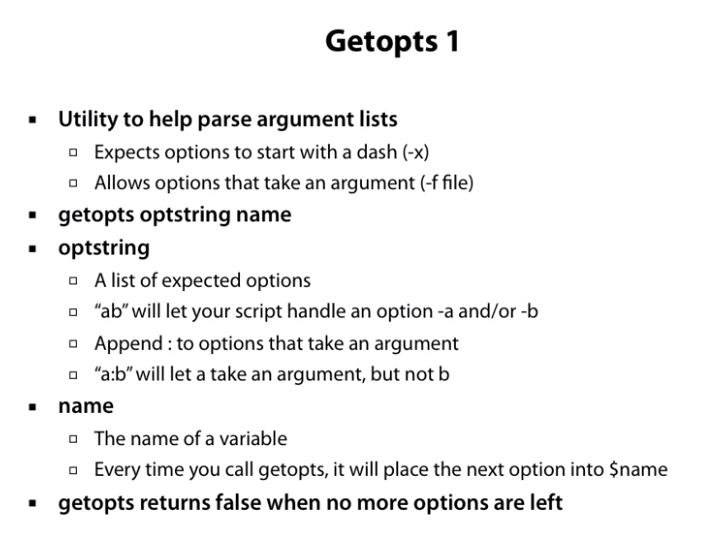 Getopts 1
Utility to help parse argument lists
Expects options to start with a dash (-x)
Allows options that take an argument (-f file)
getopts optstring name
optstring
A list of expected options
“ab” will let your script handle an option -a and/or -b
Append : to options that take an argument
“a:b” will let a take an argument, but not b
name
The name of a variable
Every time you call getopts, it will place the next option into $name
getopts returns false when no more options are left